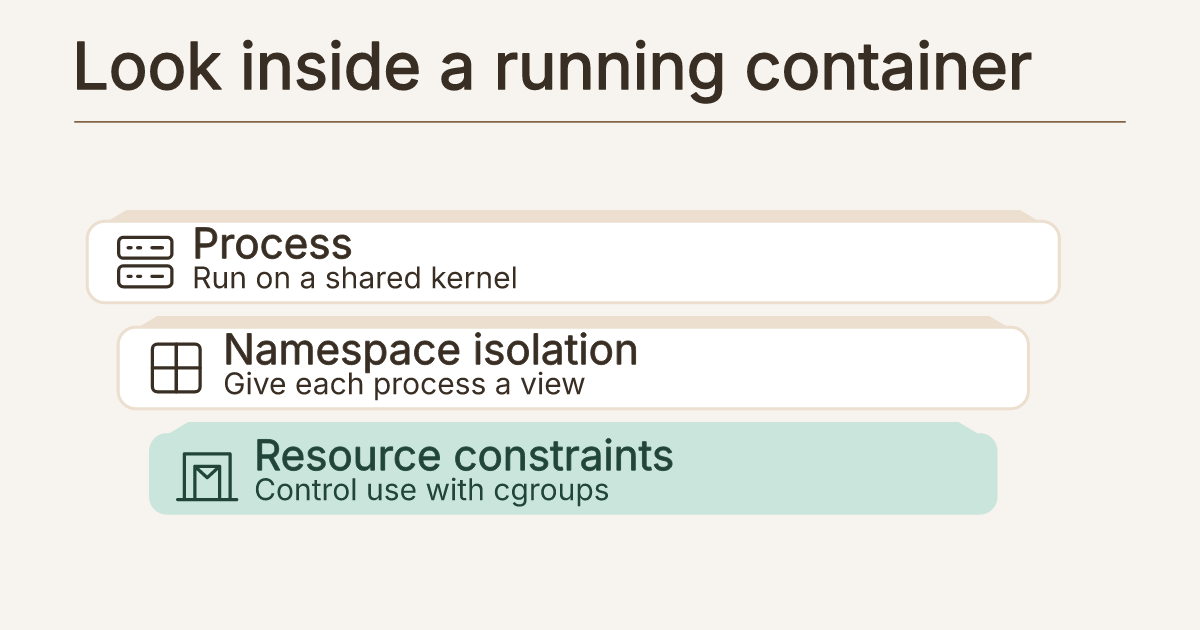 Look inside a running container
Process
Run on a shared kernel
Namespace isolation
Give each process a view
Resource constraints
Control use with cgroups